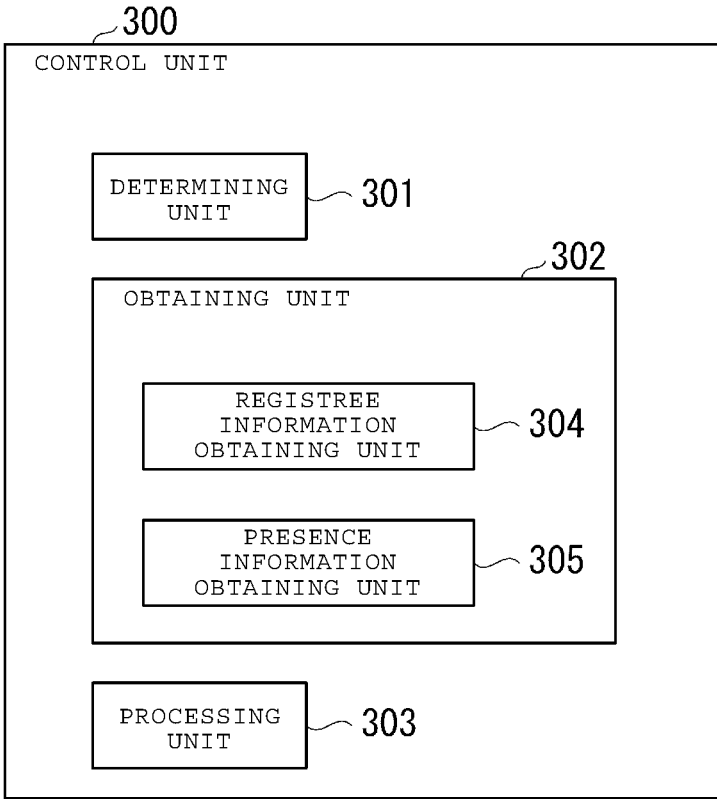 300
CONTROL UNIT
DETERMINING
UNIT
301
302
OBTAINING UNIT
REGISTREE
INFORMATION
OBTAINING UNIT
304
PRESENCE
INFORMATION
OBTAINING UNIT
305
PROCESSING
UNIT
303